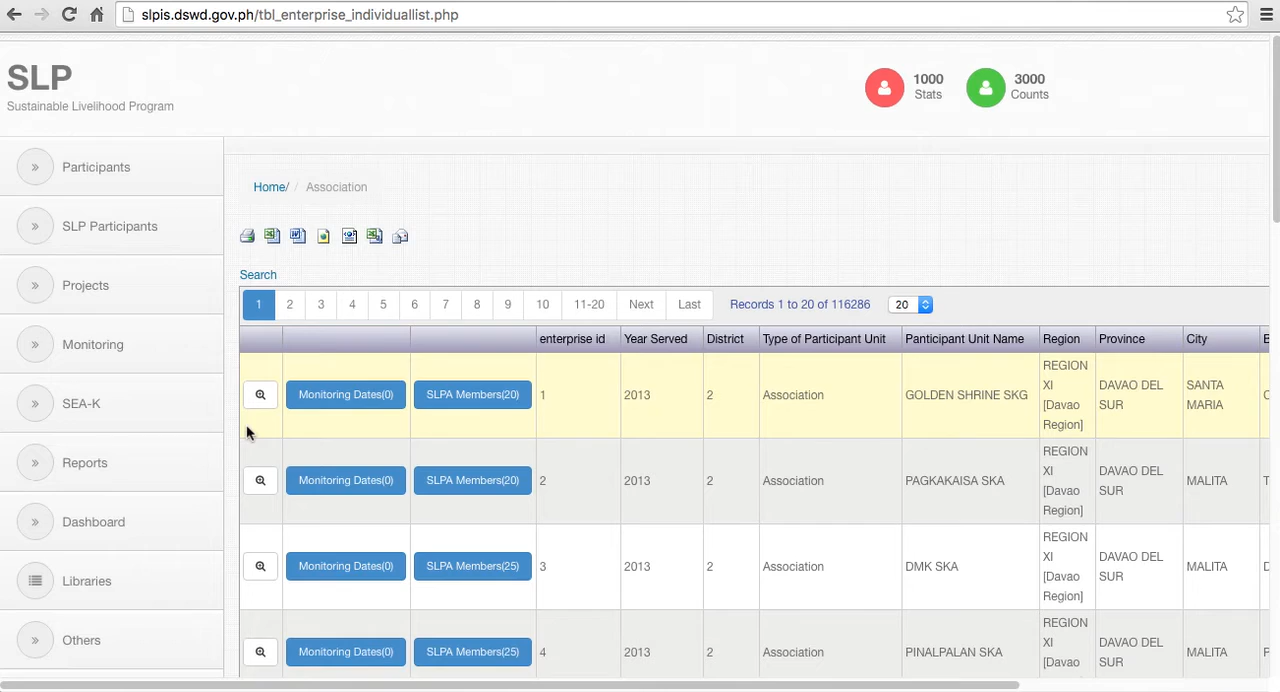 slpis.dswd.gov.ph/tbl_enterprise_individuallist.php
SLP
Sustainable Livelihood Program
1000
Stats
3000
Counts
Participants
SLP Participants
Projects
Monitoring
SEA-K
Reports
Dashboard
Libraries
Others
Home/ / Association
Search
1 2 3 4 5 6 7 8 9 10 11-20 Next Last Records 1 to 20 of 116286 20
enterprise id Year Served District Type of Participant Unit Panticipant Unit Name Region Province City B
Monitoring Dates(0) SLPA Members(20) 1 2013 2 Association GOLDEN SHRINE SKG
REGION
XI
[Davao
Region]
DAVAO DEL
SUR
SANTA
MARIA
C
Monitoring Dates(0) SLPA Members(20) 2 2013 2 Association PAGKAKAISA SKA
REGION
XI
[Davao
Region]
DAVAO DEL
SUR
MALITA
T
Monitoring Dates(0) SLPA Members(25) 3 2013 2 Association DMK SKA
REGION
XI
[Davao
Region]
DAVAO DEL
SUR
MALITA
D
Monitoring Dates(0) SLPA Members(25) 4 2013 2 Association PINALPALAN SKA
REGION
XI
[Davao
DAVAO DEL
SUR
MALITA
P